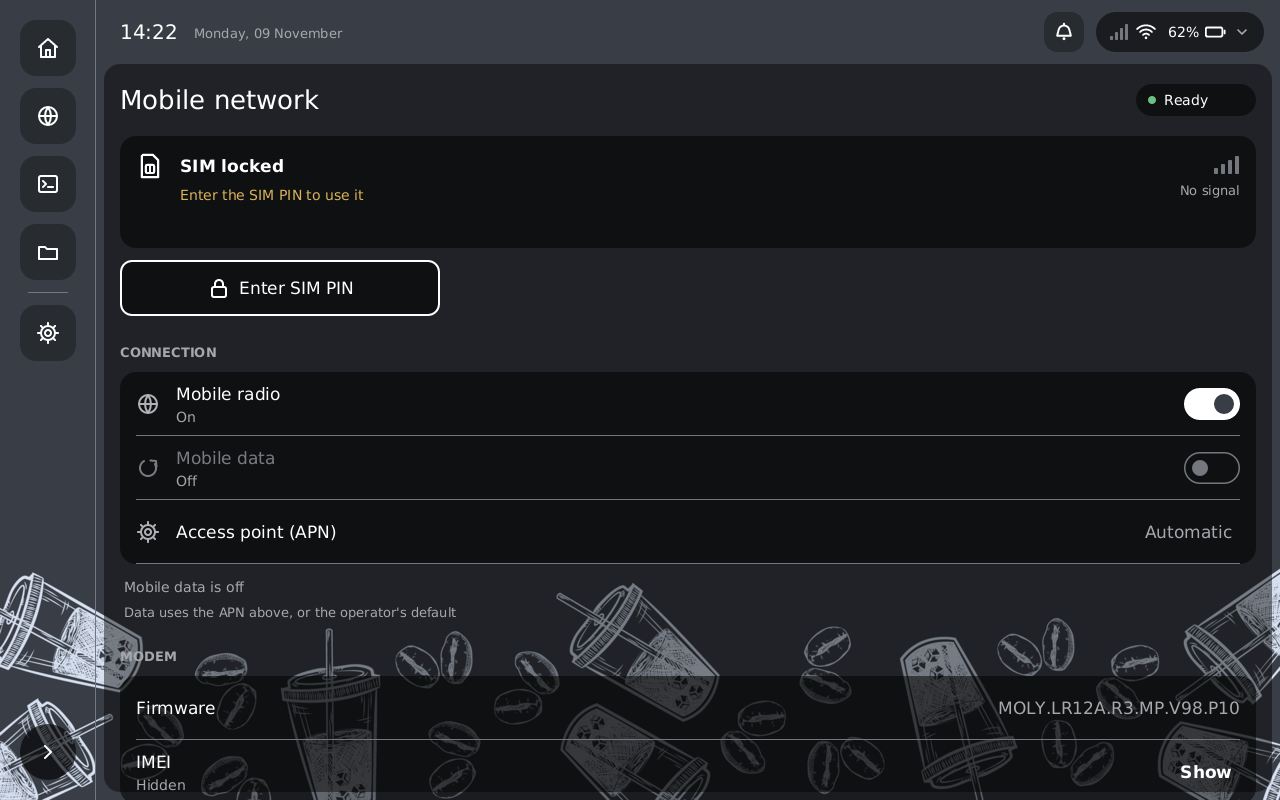 14:22 Monday, 09 November
62%
Mobile network
Ready
SIM locked
Enter the SIM PIN to use it
No signal
Enter SIM PIN
CONNECTION
Mobile radio
On
Mobile data
Off
Access point (APN)
Automatic
Mobile data is off
Data uses the APN above, or the operator's default
MODEM
Firmware
MOLY.LR12A.R3.MP.V98.P10
IMEI
Hidden
Show